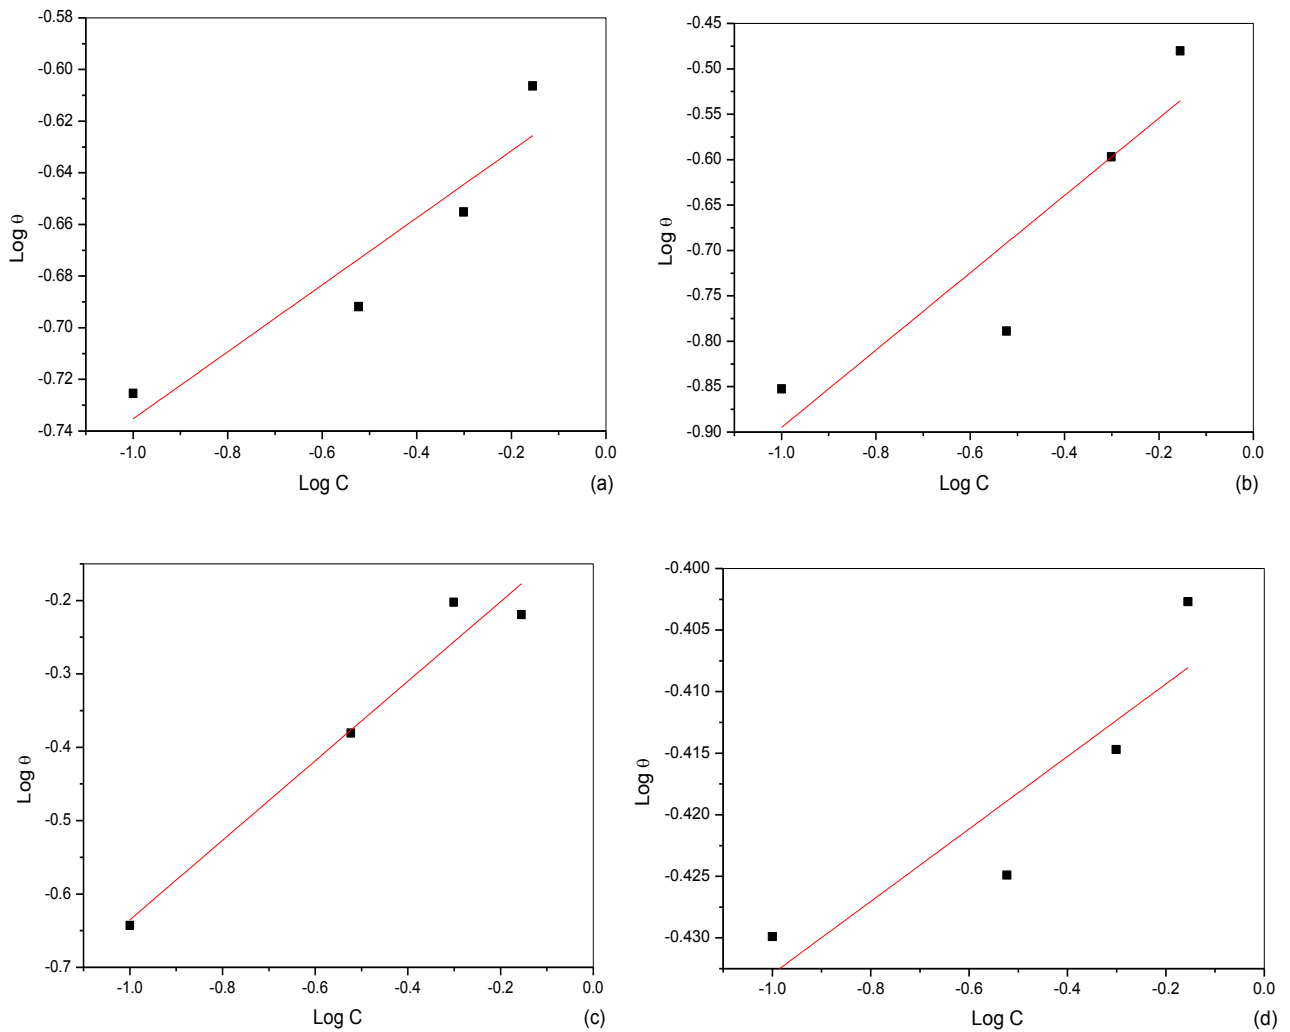 -0.58
-0.60
-0.62
-0.64
-0.66
-0.68
-0.70
-0.72
-0.74
Log θ
-1.0 -0.8 -0.6 -0.4 -0.2 0.0
Log C
(a)
-0.45
-0.50
-0.55
-0.60
-0.65
-0.70
-0.75
-0.80
-0.85
-0.90
Log θ
-1.0 -0.8 -0.6 -0.4 -0.2 0.0
Log C
(b)
-0.2
-0.3
-0.4
-0.5
-0.6
-0.7
Log θ
-1.0 -0.8 -0.6 -0.4 -0.2 0.0
Log C
(c)
-0.400
-0.405
-0.410
-0.415
-0.420
-0.425
-0.430
Log θ
-1.0 -0.8 -0.6 -0.4 -0.2 0.0
Log C
(d)